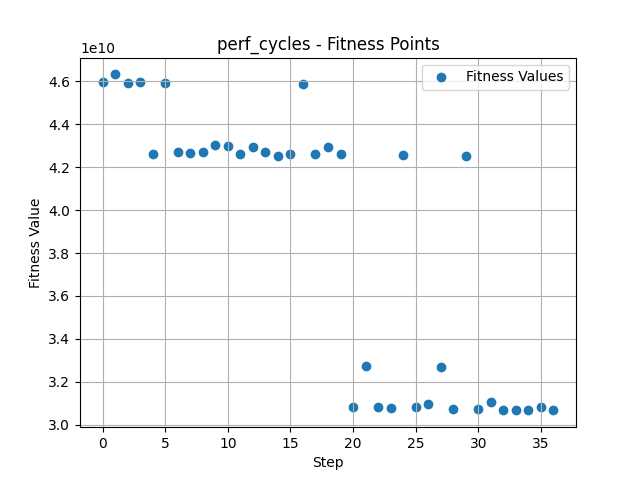 perf_cycles - Fitness Points
1e10
Fitness Values
4.6
4.4
4.2
4.0
3.8
3.6
3.4
3.2
3.0
Fitness Value
0 5 10 15 20 25 30 35
Step